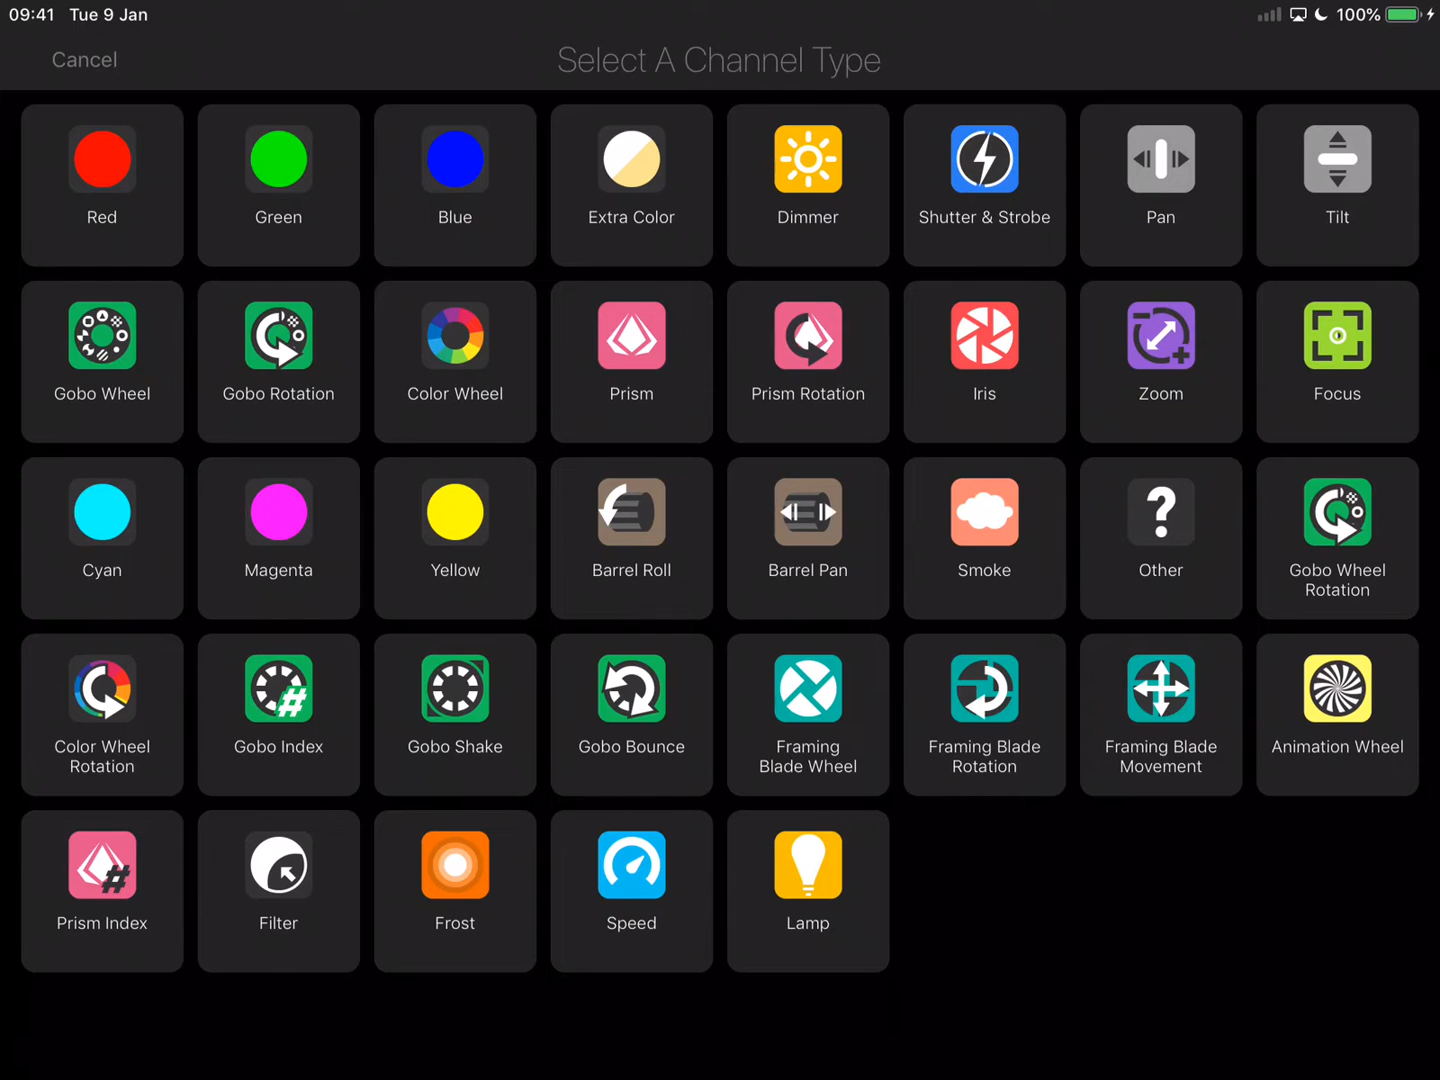 09:41 Tue 9 Jan 100%
Cancel Select A Channel Type
Red Green Blue Extra Color Dimmer Shutter & Strobe Pan Tilt
Gobo Wheel Gobo Rotation Color Wheel Prism Prism Rotation Iris Zoom Focus
Cyan Magenta Yellow Barrel Roll Barrel Pan Smoke ? Other Gobo Wheel
Rotation
Color Wheel
Rotation
# Gobo Index
Gobo Shake
Gobo Bounce
Framing
Blade Wheel
Framing Blade
Rotation
Framing Blade
Movement
Animation Wheel
# Prism Index Filter Frost Speed Lamp